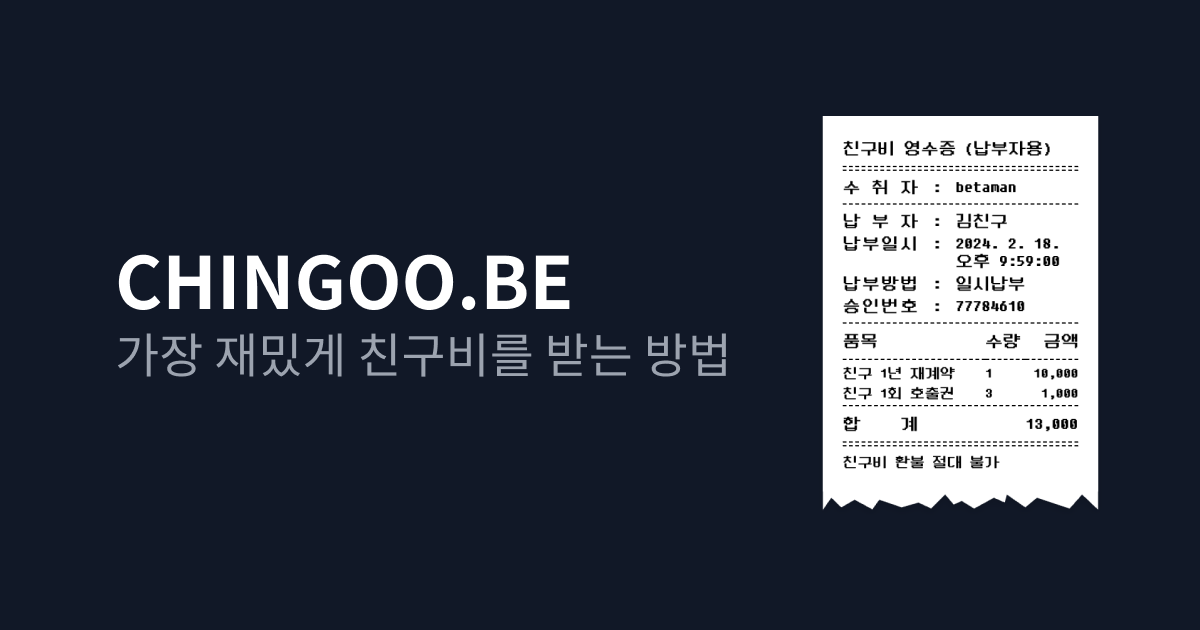 CHINGOO.BE
가장 재밌게 친구비를 받는 방법
친구비 영수증 (납부자용)
수 취 자 : betaman
납 부 자 : 김친구
납부일시 : 2024. 2. 18.
오후 9:59:00
납부방법 : 일시납부
승인번호 : 77784610
품목 수량 금액
친구 1년 재계약 1 10,000
친구 1회 호출권 3 1,000
합 계 13,000
친구비 환불 절대 불가